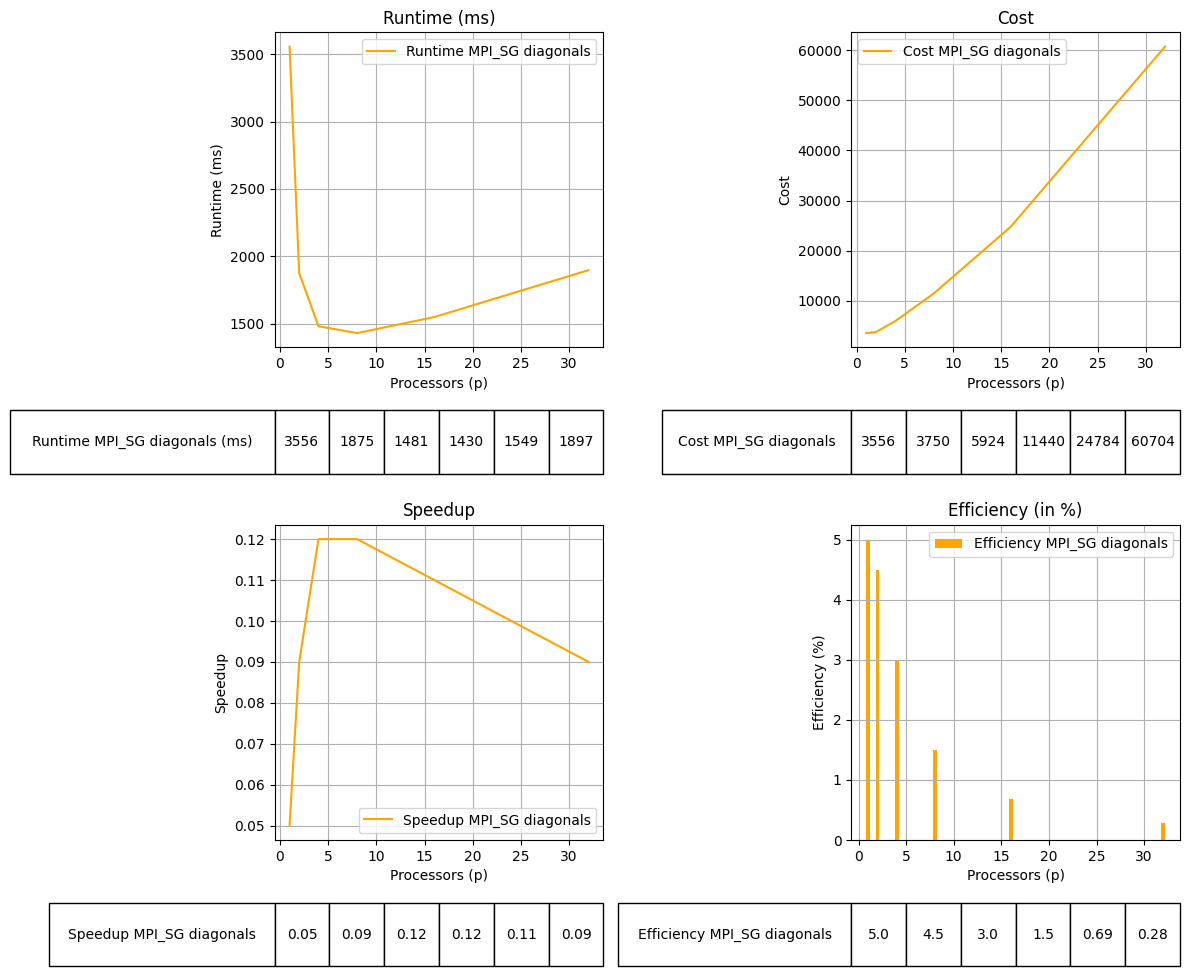 Runtime (ms)
Runtime MPI_SG diagonals
3500
3000
2500
2000
1500
Runtime (ms)
0 5 10 15 20 25 30
Processors (p)
Runtime MPI_SG diagonals (ms) 3556 1875 1481 1430 1549 1897
Cost
Cost MPI_SG diagonals
60000
50000
40000
30000
20000
10000
Cost
0 5 10 15 20 25 30
Processors (p)
Cost MPI_SG diagonals 3556 3750 5924 11440 24784 60704
Speedup
0.12
0.11
0.10
0.09
0.08
0.07
0.06
0.05
Speedup
Speedup MPI_SG diagonals
0 5 10 15 20 25 30
Processors (p)
Speedup MPI_SG diagonals 0.05 0.09 0.12 0.12 0.11 0.09
Efficiency (in %)
Efficiency MPI_SG diagonals
5
4
3
2
1
0
Efficiency (%)
0 5 10 15 20 25 30
Processors (p)
Efficiency MPI_SG diagonals 5.0 4.5 3.0 1.5 0.69 0.28